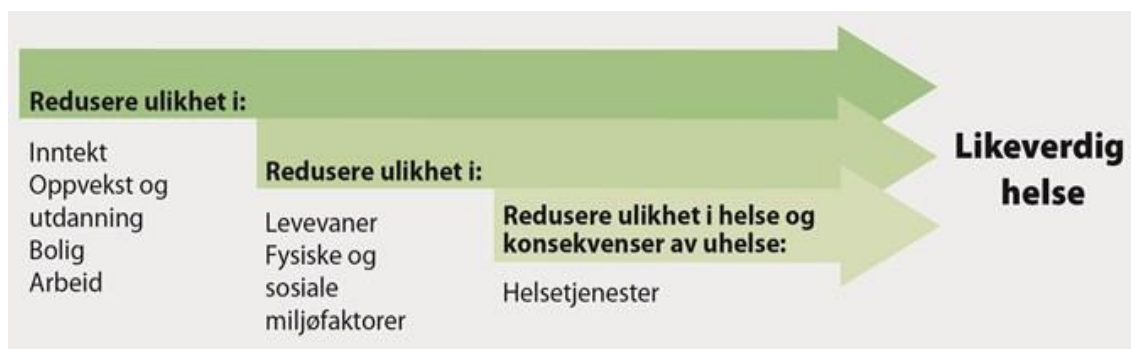 Redusere ulikhet i:
Inntekt
Oppvekst og
utdanning
Bolig
Arbeid
Redusere ulikhet i:
Levevaner
Fysiske og
sosiale
miljøfaktorer
Redusere ulikhet i helse og
konsekvenser av uhelse:
Helsetjenester
Likeverdig
helse